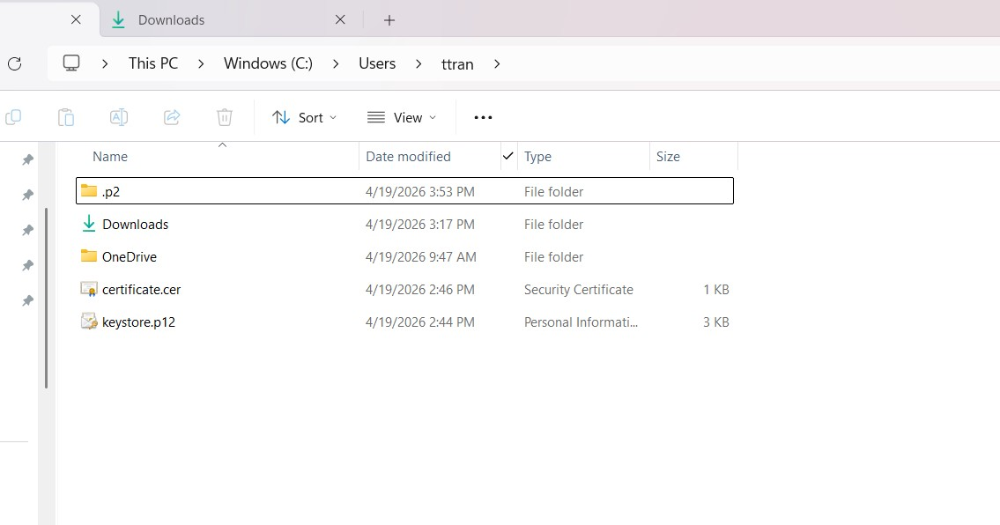 Downloads
This PC > Windows (C:) > Users > ttran >
Sort View ...
Name Date modified Type Size
.p2 4/19/2026 3:53 PM File folder
Downloads 4/19/2026 3:17 PM File folder
OneDrive 4/19/2026 9:47 AM File folder
certificate.cer 4/19/2026 2:46 PM Security Certificate 1 KB
keystore.p12 4/19/2026 2:44 PM Personal Informati... 3 KB